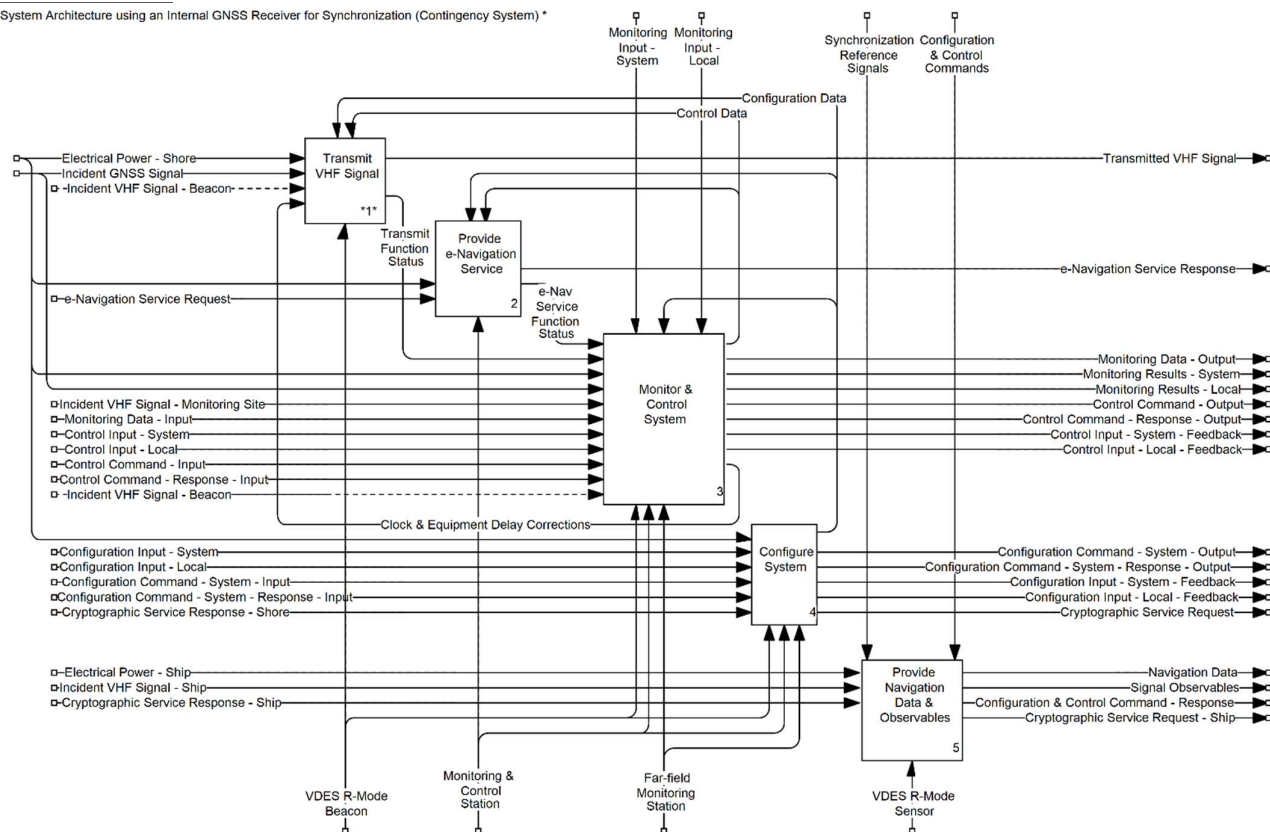 System Architecture using an Internal GNSS Receiver for Synchronization (Contingency System) *
Monitoring
Input -
System
Monitoring
Input -
Local
Synchronization
Reference
Signals
Configuration
& Control
Commands
Configuration Data
Control Data
Electrical Power - Shore
Incident GNSS Signal
-Incident VHF Signal - Beacon
Transmit
VHF Signal
*1*
Transmitted VHF Signal
Transmit
Function
Status
Provide
e-Navigation
Service
2
e-Navigation Service Response
e-Navigation Service Request
e-Nav
Service
Function
Status
Monitor &
Control
System
3
Monitoring Data - Output
Monitoring Results - System
Monitoring Results - Local
Control Command - Output
Control Command - Response - Output
Control Input - System - Feedback
Control Input - Local - Feedback
Incident VHF Signal - Monitoring Site
Monitoring Data - Input
Control Input - System
Control Input - Local
Control Command - Input
Control Command - Response - Input
-Incident VHF Signal - Beacon
Clock & Equipment Delay Corrections
Configuration Input - System
Configuration Input - Local
Configuration Command - System - Input
Configuration Command - System - Response - Input
Cryptographic Service Response - Shore
Configure
System
4
Configuration Command - System - Output
Configuration Command - System - Response - Output
Configuration Input - System - Feedback
Configuration Input - Local - Feedback
Cryptographic Service Request
Electrical Power - Ship
Incident VHF Signal - Ship
Cryptographic Service Response - Ship
Provide
Navigation
Data &
Observables
5
Navigation Data
Signal Observables
Configuration & Control Command - Response
Cryptographic Service Request - Ship
VDES R-Mode
Beacon
Monitoring &
Control
Station
Far-field
Monitoring
Station
VDES R-Mode
Sensor